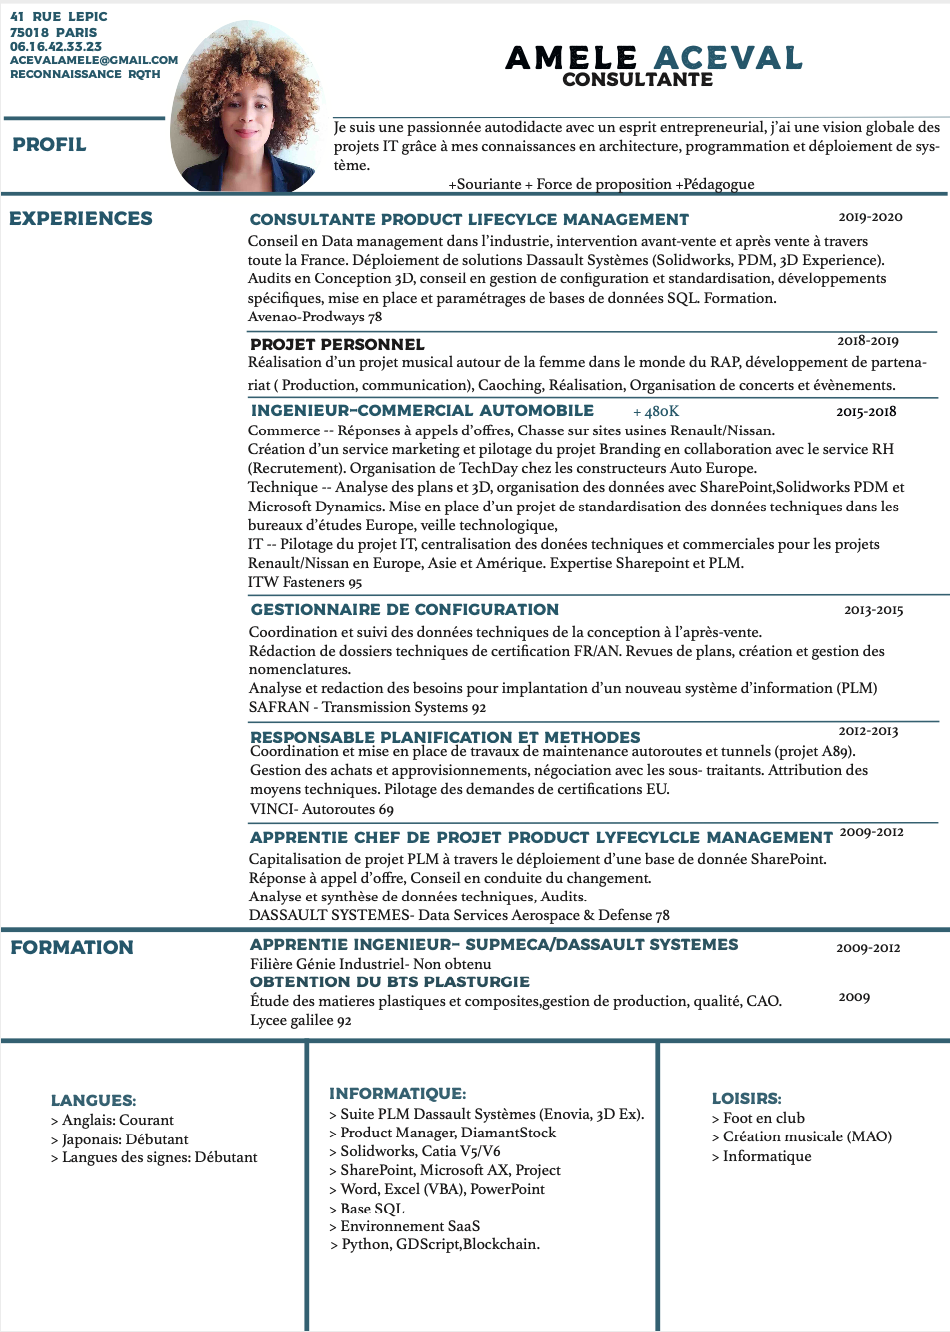 41 RUE LEPIC
75018 PARIS
06.16.42.33.23
ACEVALAMELE@GMAIL.COM
RECONNAISSANCE RQTH
AMELE ACEVAL
CONSULTANTE
PROFIL
Je suis une passionnée autodidacte avec un esprit entrepreneurial, j'ai une vision globale des
projets IT grâce à mes connaissances en architecture, programmation et déploiement de sys-
tème.
+Souriante + Force de proposition +Pédagogue
EXPERIENCES
CONSULTANTE PRODUCT LIFECYLCE MANAGEMENT 2019-2020
Conseil en Data management dans l'industrie, intervention avant-vente et après vente à travers
toute la France. Déploiement de solutions Dassault Systèmes (Solidworks, PDM, 3D Experience).
Audits en Conception 3D, conseil en gestion de configuration et standardisation, développements
spécifiques, mise en place et paramétrages de bases de données SQL. Formation.
Avenao-Prodways 78
PROJET PERSONNEL 2018-2019
Réalisation d'un projet musical autour de la femme dans le monde du RAP, développement de partena-
riat ( Production, communication), Caoching, Réalisation, Organisation de concerts et évènements.
INGENIEUR-COMMERCIAL AUTOMOBILE + 480K 2015-2018
Commerce -- Réponses à appels d'offres, Chasse sur sites usines Renault/Nissan.
Création d'un service marketing et pilotage du projet Branding en collaboration avec le service RH
(Recrutement). Organisation de TechDay chez les constructeurs Auto Europe.
Technique -- Analyse des plans et 3D, organisation des données avec SharePoint,Solidworks PDM et
Microsoft Dynamics. Mise en place d'un projet de standardisation des données techniques dans les
bureaux d'études Europe, veille technologique,
IT -- Pilotage du projet IT, centralisation des donées techniques et commerciales pour les projets
Renault/Nissan en Europe, Asie et Amérique. Expertise Sharepoint et PLM.
ITW Fasteners 95
GESTIONNAIRE DE CONFIGURATION 2013-2015
Coordination et suivi des données techniques de la conception à l'après-vente.
Rédaction de dossiers techniques de certification FR/AN. Revues de plans, création et gestion des
nomenclatures.
Analyse et redaction des besoins pour implantation d'un nouveau système d'information (PLM)
SAFRAN - Transmission Systems 92
RESPONSABLE PLANIFICATION ET METHODES 2012-2013
Coordination et mise en place de travaux de maintenance autoroutes et tunnels (projet A89).
Gestion des achats et approvisionnements, négociation avec les sous- traitants. Attribution des
moyens techniques. Pilotage des demandes de certifications EU.
VINCI- Autoroutes 69
APPRENTIE CHEF DE PROJET PRODUCT LYFECYLCLE MANAGEMENT 2009-2012
Capitalisation de projet PLM à travers le déploiement d'une base de donnée SharePoint.
Réponse à appel d'offre, Conseil en conduite du changement.
Analyse et synthèse de données techniques, Audits.
DASSAULT SYSTEMES- Data Services Aerospace & Defense 78
FORMATION
APPRENTIE INGENIEUR- SUPMECA/DASSAULT SYSTEMES 2009-2012
Filière Génie Industriel- Non obtenu
OBTENTION DU BTS PLASTURGIE
Étude des matieres plastiques et composites,gestion de production, qualité, CAO. 2009
Lycee galilee 92
LANGUES:
> Anglais: Courant
> Japonais: Débutant
> Langues des signes: Débutant
INFORMATIQUE:
> Suite PLM Dassault Systèmes (Enovia, 3D Ex).
> Product Manager, DiamantStock
> Solidworks, Catia V5/V6
> SharePoint, Microsoft AX, Project
> Word, Excel (VBA), PowerPoint
> Base SQL
> Environnement SaaS
> Python, GDScript,Blockchain.
LOISIRS:
> Foot en club
> Création musicale (MAO)
> Informatique